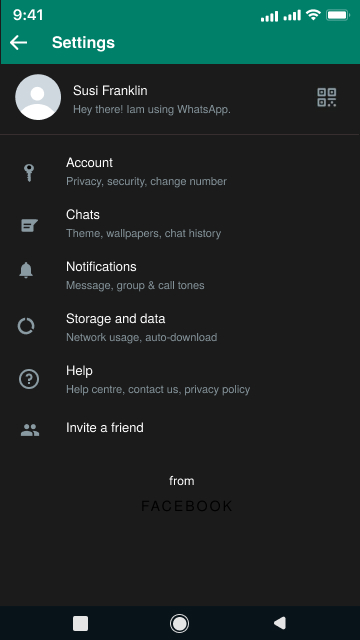 9:41
Settings
Susi Franklin
Hey there! Iam using WhatsApp.
Account
Privacy, security, change number
Chats
Theme, wallpapers, chat history
Notifications
Message, group & call tones
Storage and data
Network usage, auto-download
Help
Help centre, contact us, privacy policy
Invite a friend
from
FACEBOOK